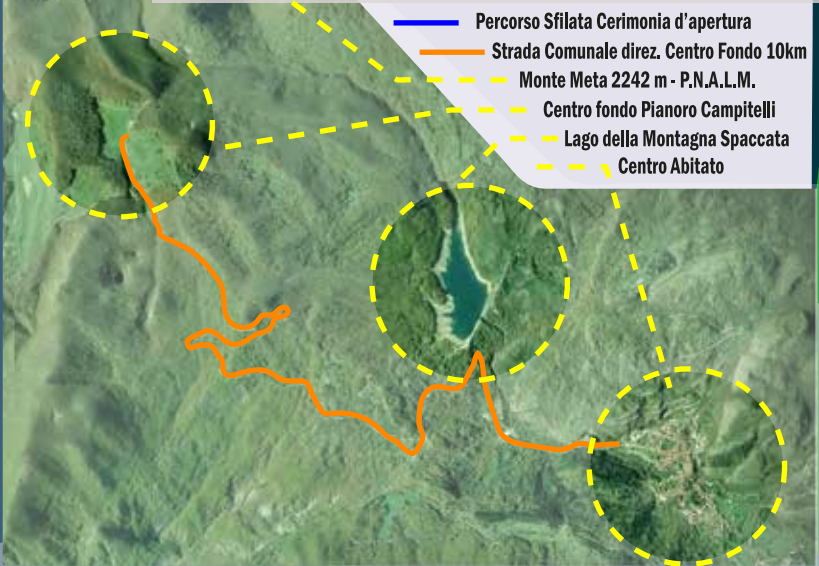 Percorso Sfilata Cerimonia d'apertura
Strada Comunale direz. Centro Fondo 10km
Monte Meta 2242 m - P.N.A.L.M.
Centro fondo Pianoro Campitelli
Lago della Montagna Spaccata
Centro Abitato